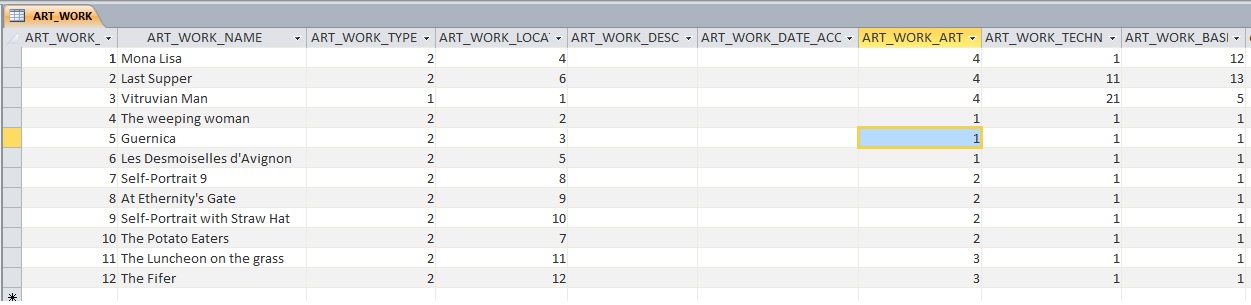 ART_WORK
ART_WORK_ ART_WORK_NAME ART_WORK_TYPE ART_WORK_LOCAT ART_WORK_DESC ART_WORK_DATE_ACC ART_WORK_ART ART_WORK_TECHN ART_WORK_BASI
1 Mona Lisa 2 4 4 1 12
2 Last Supper 2 6 4 11 13
3 Vitruvian Man 1 1 4 21 5
4 The weeping woman 2 2 1 1 1
5 Guernica 2 3 1 1 1
6 Les Desmoiselles d'Avignon 2 5 1 1 1
7 Self-Portrait 9 2 8 2 1 1
8 At Ethernity's Gate 2 9 2 1 1
9 Self-Portrait with Straw Hat 2 10 2 1 1
10 The Potato Eaters 2 7 2 1 1
11 The Luncheon on the grass 2 11 3 1 1
12 The Fifer 2 12 3 1 1